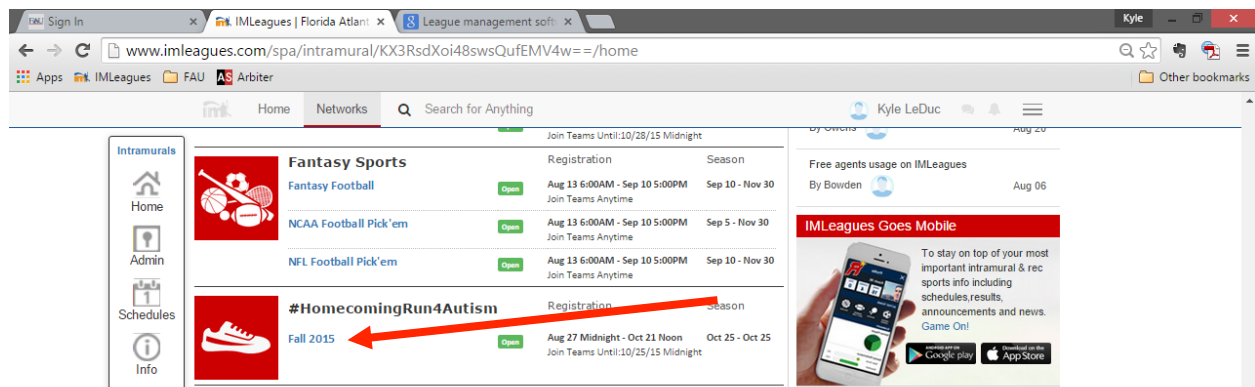 FAU Sign In
IMLeagues | Florida Atlant
League management soft
Kyle
www.imleagues.com/spa/intramural/KX3RsdXoi48swsQufEMV4w==/home
Apps IMLeagues FAU AS Arbiter Other bookmarks
im Home Networks Search for Anything Kyle LeDuc
Join Teams Until:10/28/15 Midnight
By Owens Aug 20
Intramurals
Home
Admin
Schedules
1
Info
Fantasy Sports Registration Season
Fantasy Football Open Aug 13 6:00AM - Sep 10 5:00PM Sep 10 - Nov 30
Join Teams Anytime
NCAA Football Pick'em Open Aug 13 6:00AM - Sep 10 5:00PM Sep 5 - Nov 30
Join Teams Anytime
NFL Football Pick'em Open Aug 13 6:00AM - Sep 10 5:00PM Sep 10 - Nov 30
Join Teams Anytime
#HomecomingRun4Autism Registration Season
Fall 2015 Open Aug 27 Midnight - Oct 21 Noon Oct 25 - Oct 25
Join Teams Until:10/25/15 Midnight
Free agents usage on IMLeagues
By Bowden Aug 06
IMLeagues Goes Mobile
To stay on top of your most
important intramural & rec
sports info including
schedules,results,
announcements and news.
Game On!
ANDROID APP ON
Google play
Download on the
App Store